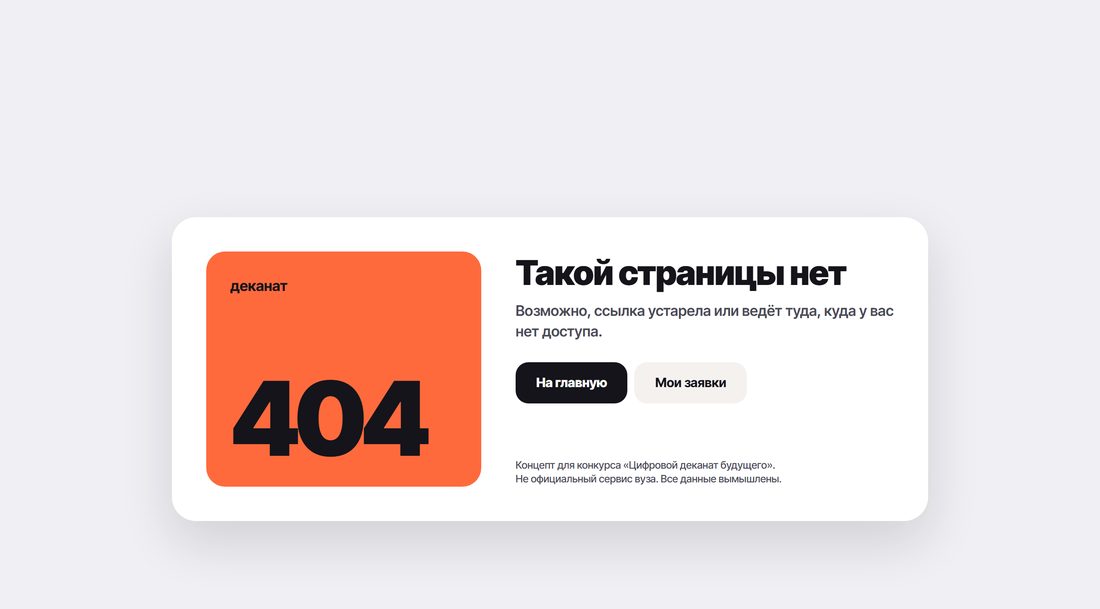 деканат
404
Такой страницы нет
Возможно, ссылка устарела или ведёт туда, куда у вас
нет доступа.
На главную
Мои заявки
Концепт для конкурса «Цифровой деканат будущего».
Не официальный сервис вуза. Все данные вымышлены.